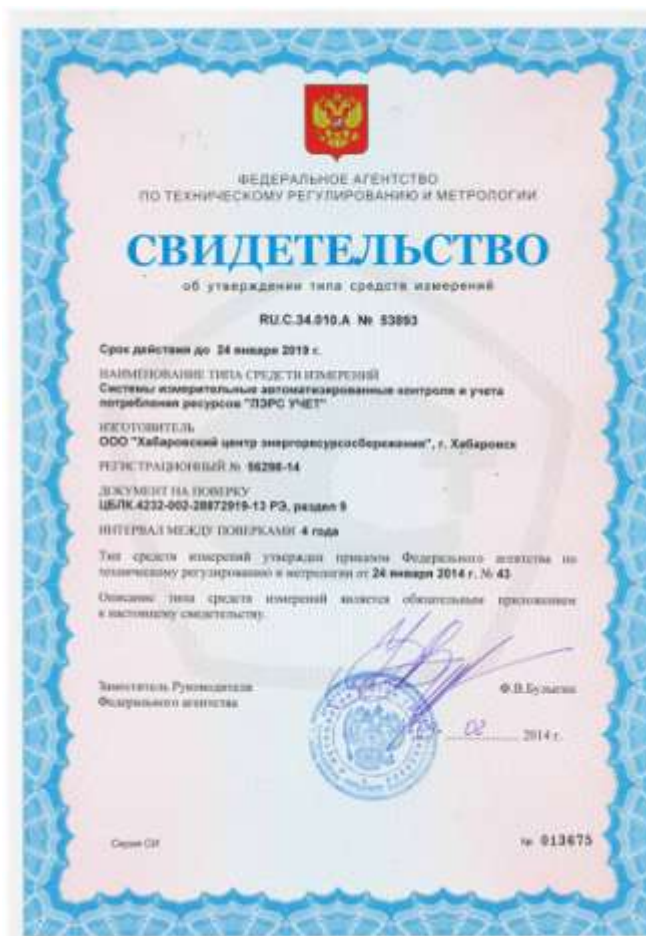 ФЕДЕРАЛЬНОЕ АГЕНТСТВО
ПО ТЕХНИЧЕСКОМУ РЕГУЛИРОВАНИЮ И МЕТРОЛОГИИ
СВИДЕТЕЛЬСТВО
об утверждении типа средств измерений
RU.C.34.010.A № 53893
Срок действия до 24 января 2019 г.
НАИМЕНОВАНИЕ ТИПА СРЕДСТВ ИЗМЕРЕНИЙ
Системы измерительные автоматизированные контроля и учета
потребления ресурсов "ЛЭРС УЧЕТ"
ИЗГОТОВИТЕЛЬ
ООО "Хабаровский центр энергоресурсосбережения", г. Хабаровск
РЕГИСТРАЦИОННЫЙ № 56298-14
ДОКУМЕНТ НА ПОВЕРКУ
ЦБЛК.4232-002-28872919-13 РЭ, раздел 9
ИНТЕРВАЛ МЕЖДУ ПОВЕРКАМИ 4 года
Тип средств измерений утвержден приказом Федерального агентства по
техническому регулированию и метрологии от 24 января 2014 г. № 43
Описание типа средств измерений является обязательным приложением
к настоящему свидетельству.
Заместитель Руководителя
Федерального агентства
Ф.В.Булыгин
02 2014 г.
Серия СИ
№ 013675